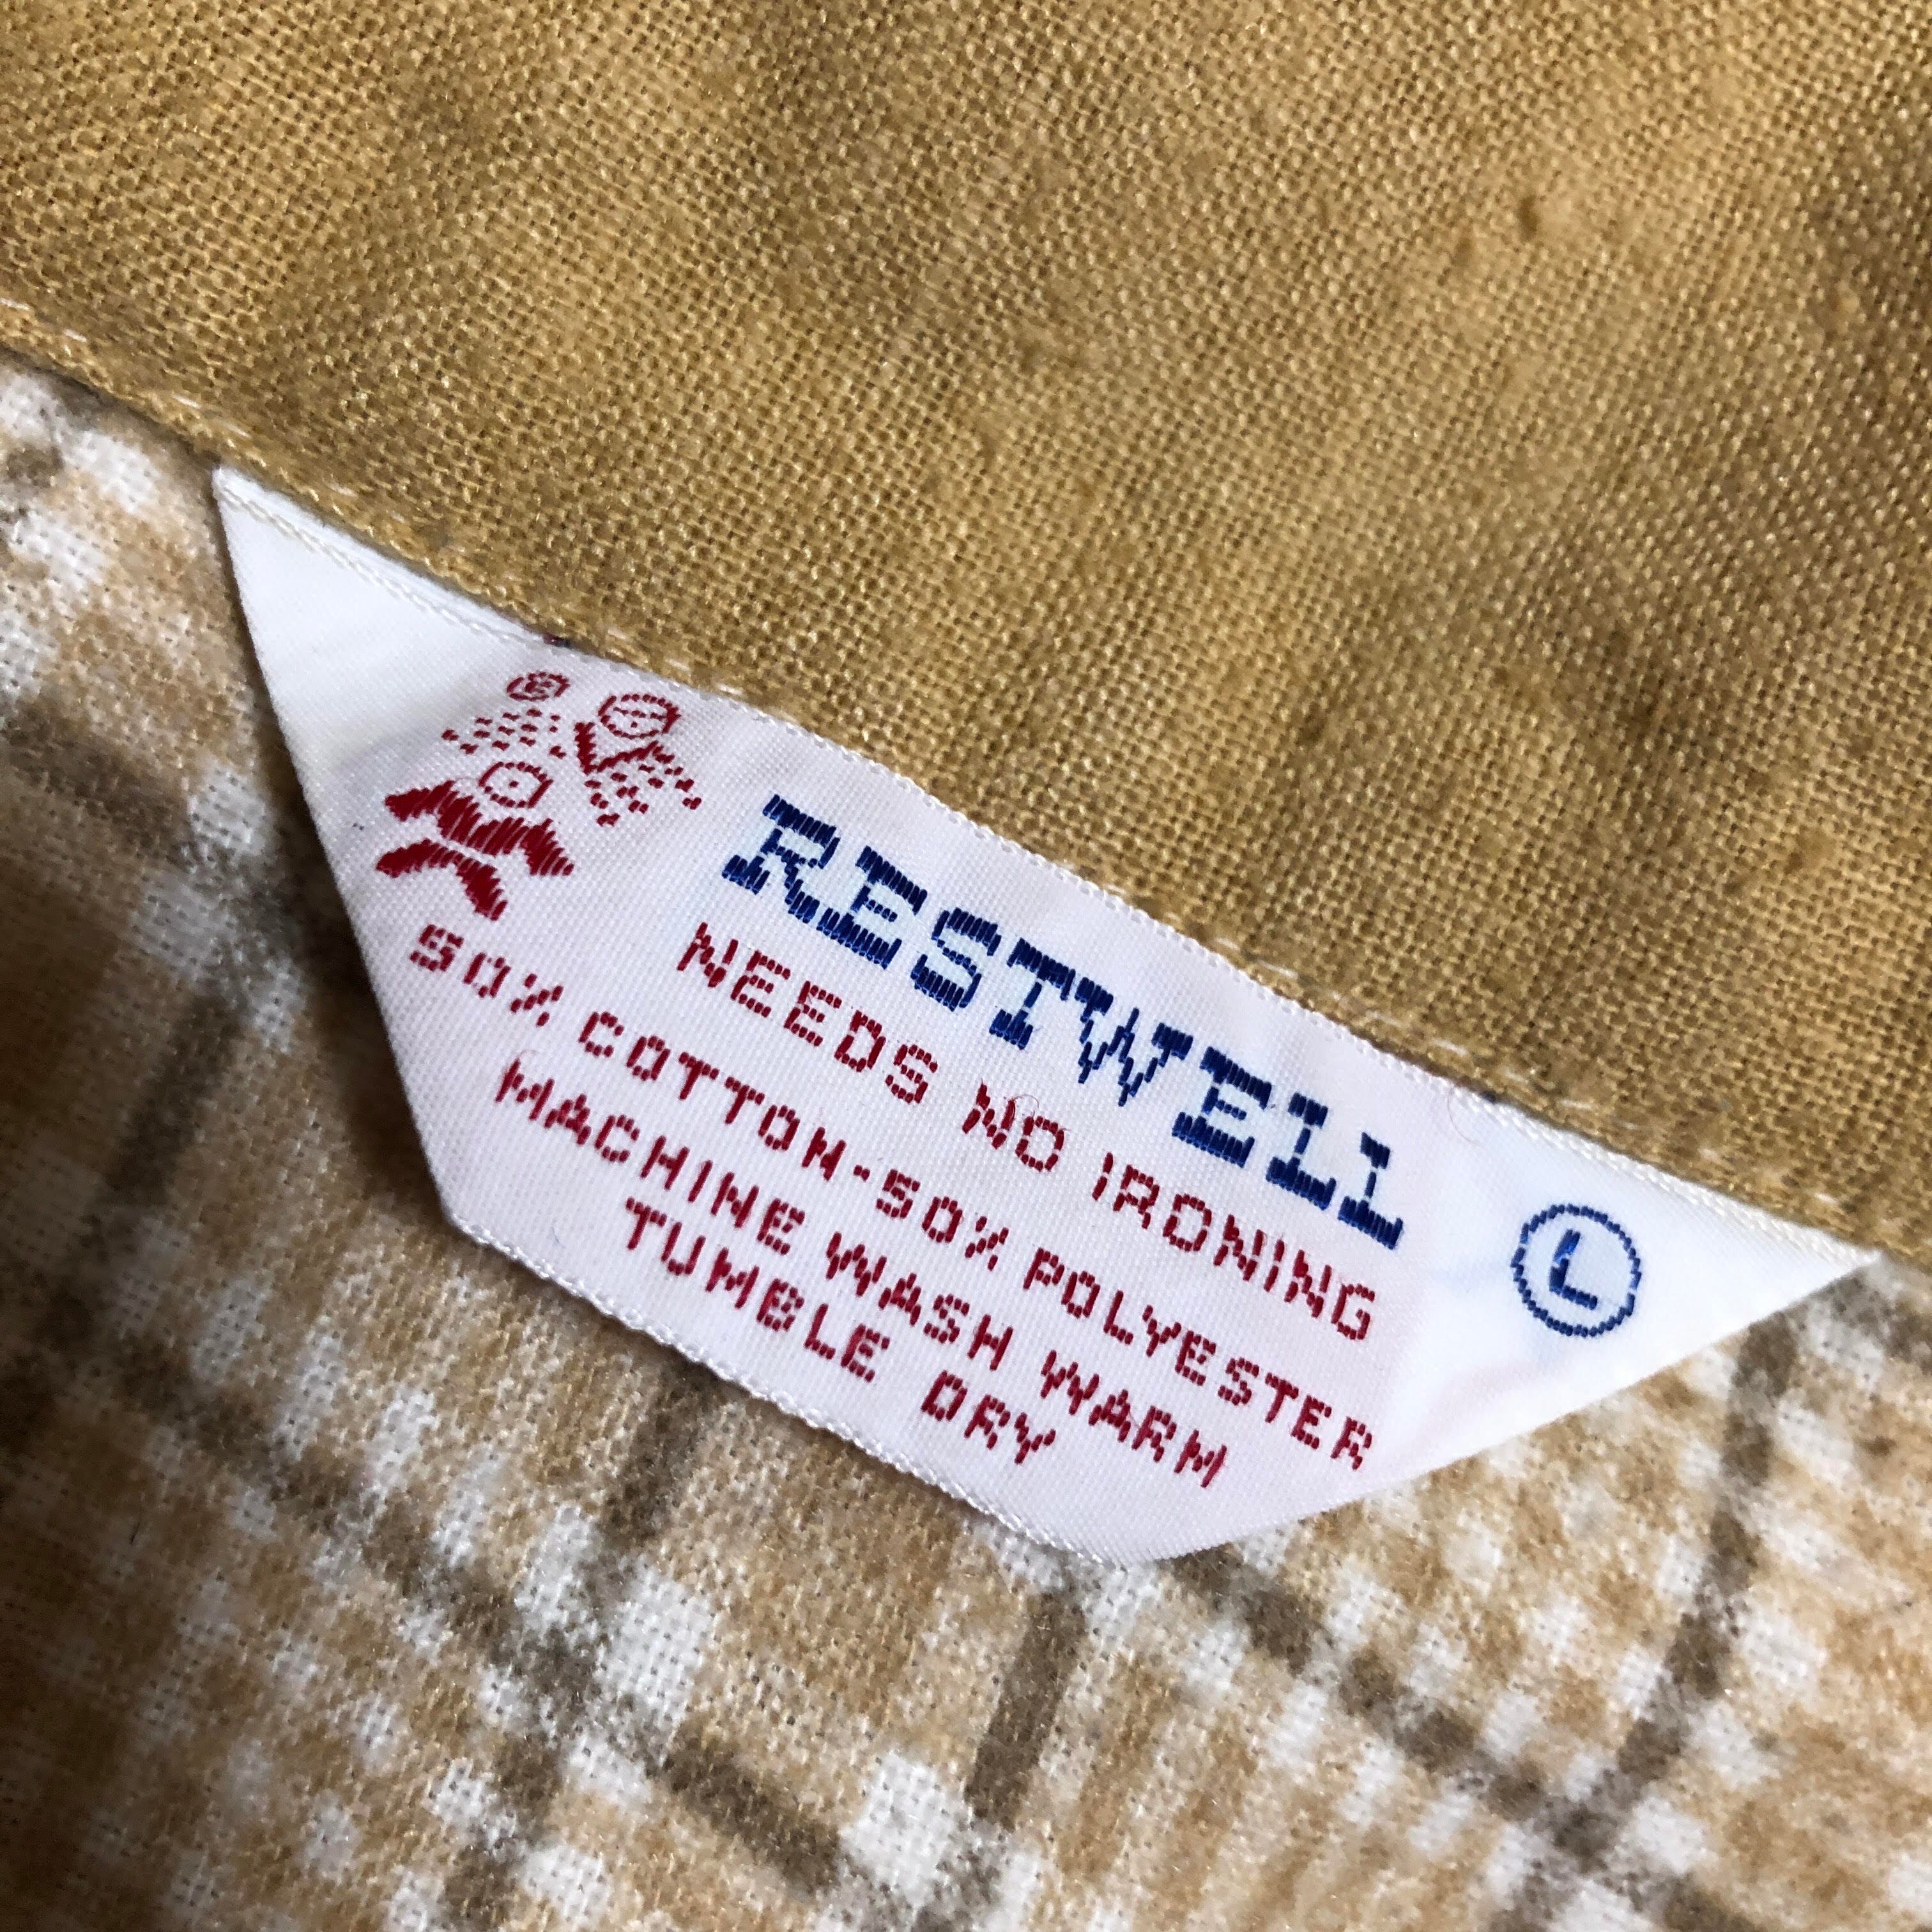 ®
RESTWELL
NEEDS NO IRONING
50% COTTON-50% POLYESTER
MACHINE WASH WARM
TUMBLE DRY
L